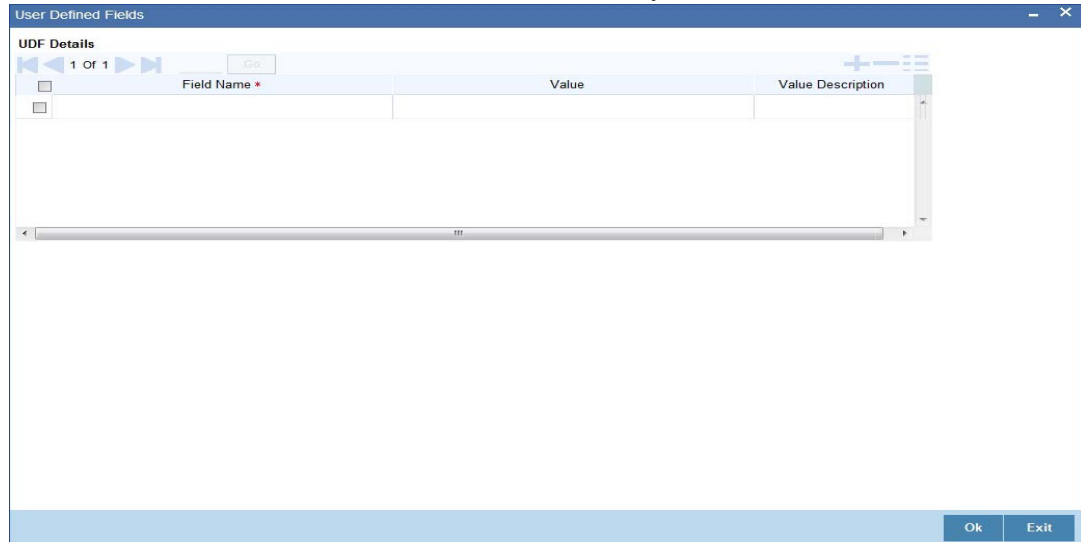 User Defined Fields
UDF Details
1 Of 1 Go
Field Name * Value Value Description
Ok Exit